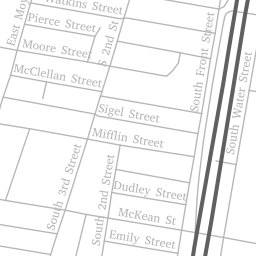 Watkins Street
Pierce Street
East Moy
Moore Street
S 2nd St
McClellan Street
South Front Street
South Water Street
Sigel Street
Mifflin Street
South 3rd Street
South 2nd Street
Dudley Street
McKean St
Emily Street